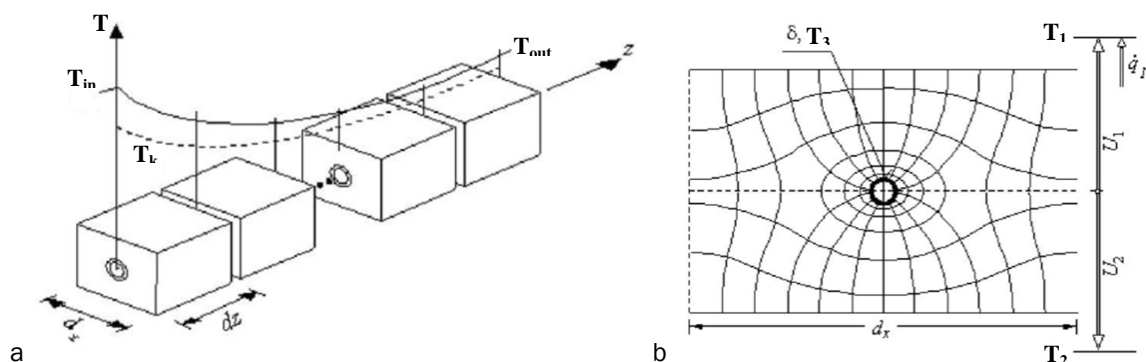 T
T_in
T_out
z
T_k
d_x
dz
a
δ, T_3
T_1
q̇_1
U_1
U_2
d_x
b
T_2